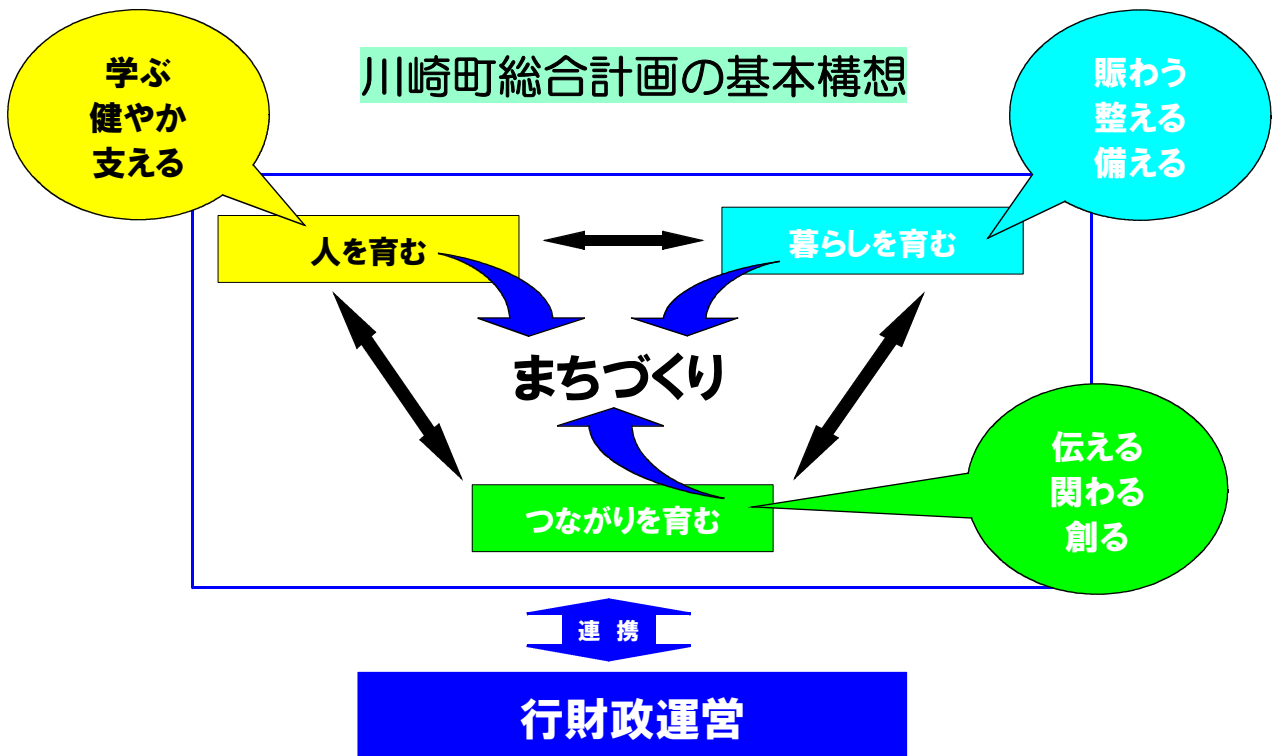 川崎町総合計画の基本構想
学ぶ
健やか
支える
賑わう
整える
備える
人を育む
暮らしを育む
まちづくり
伝える
関わる
創る
つながりを育む
連 携
行財政運営